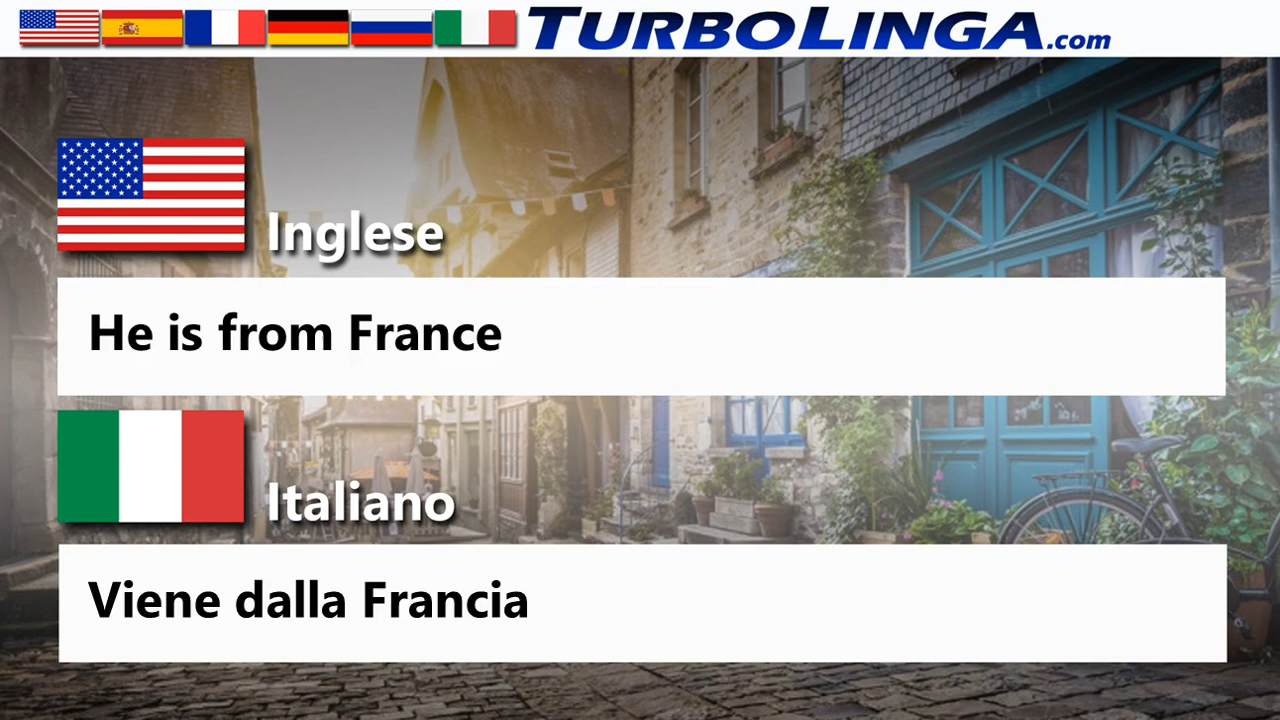 TURBOLINGA.com
Inglese
He is from France
Italiano
Viene dalla Francia